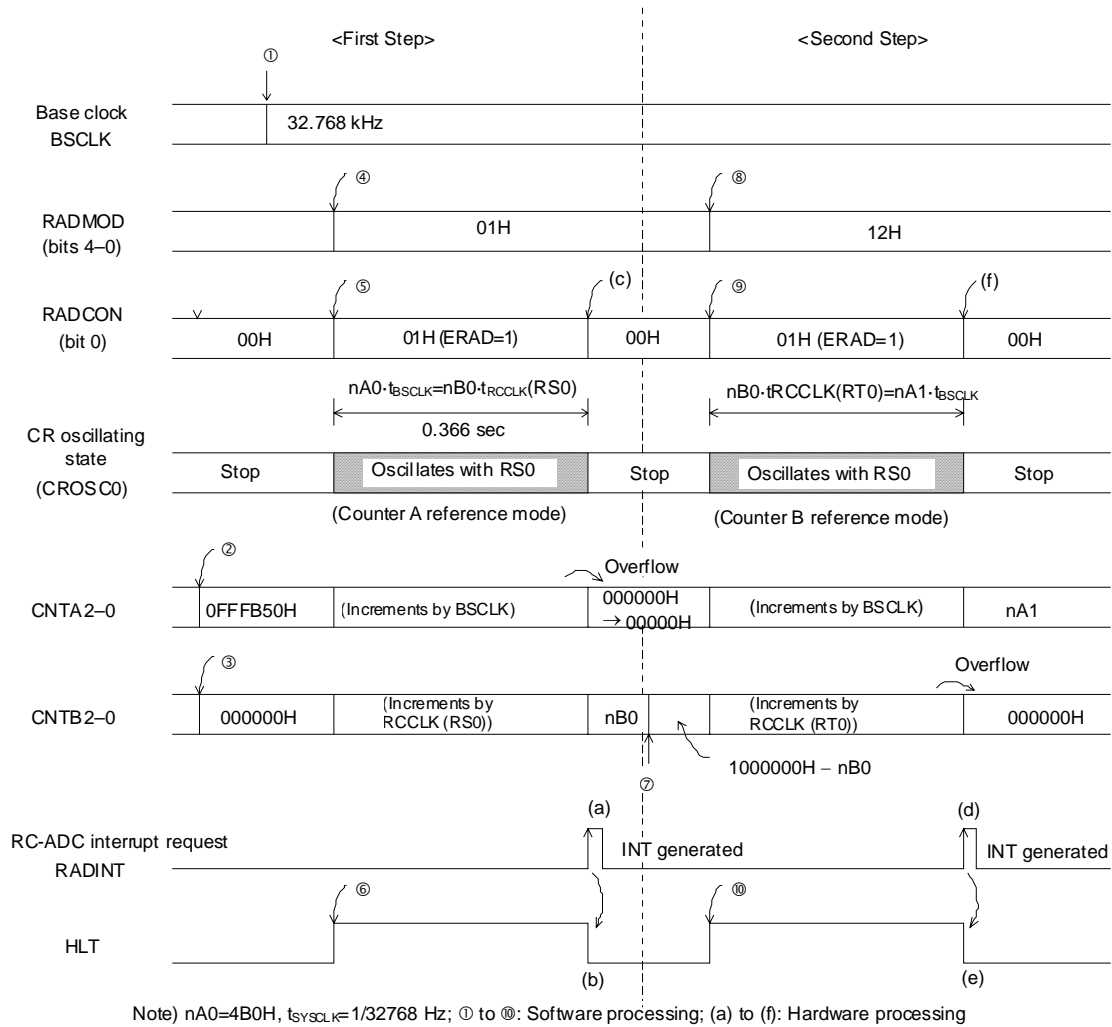 <First Step>
<Second Step>
①
Base clock
BSCLK
32.768 kHz
④
⑧
RADMOD
(bits 4–0)
01H
12H
⑤
(c)
⑨
(f)
RADCON
(bit 0)
00H
01H (ERAD=1)
00H
01H (ERAD=1)
00H
nA0·tBSCLK=nB0·tRCCLK(RS0)
nB0·tRCCLK(RT0)=nA1·tBSCLK
0.366 sec
CR oscillating
state
(CROSC0)
Stop
Oscillates with RS0
Stop
Oscillates with RS0
Stop
(Counter A reference mode)
(Counter B reference mode)
②
Overflow
CNTA2–0
0FFFB50H
(Increments by BSCLK)
000000H
→ 00000H
(Increments by BSCLK)
nA1
③
Overflow
CNTB2–0
000000H
(Increments by
RCCLK (RS0))
nB0
(Increments by
RCCLK (RT0))
000000H
1000000H – nB0
⑦
(a)
(d)
RC-ADC interrupt request
RADINT
INT generated
INT generated
⑥
⑩
HLT
(b)
(e)
Note) nA0=4B0H, tSYSCLK=1/32768 Hz; ① to ⑩: Software processing; (a) to (f): Hardware processing